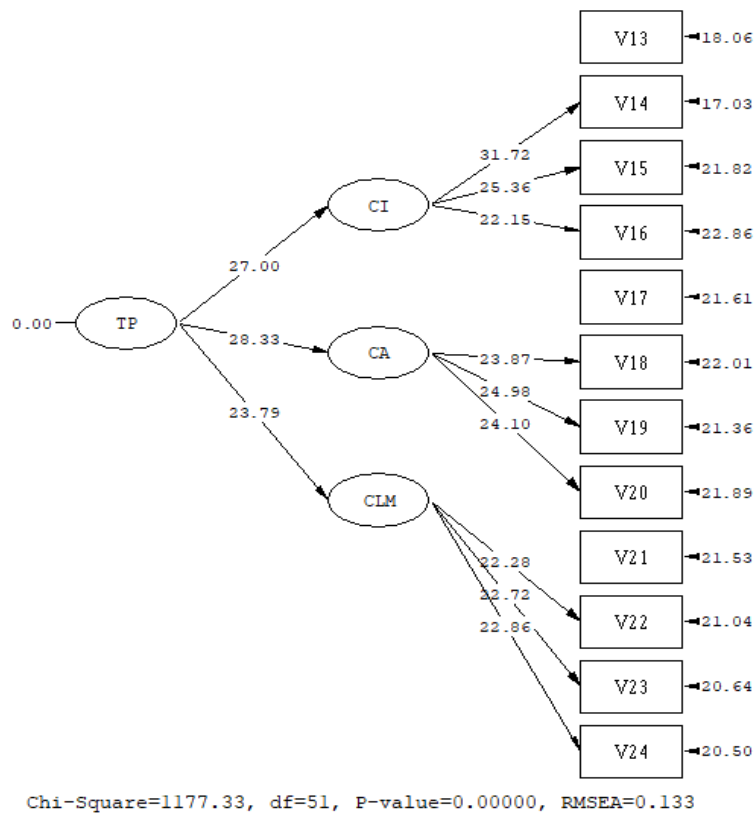 V13
18.06
V14
17.03
31.72
V15
21.82
25.36
CI
22.15
V16
22.86
27.00
V17
21.61
0.00
TP
28.33
CA
23.87
V18
22.01
24.98
23.79
24.10
V19
21.36
V20
21.89
CLM
V21
21.53
22.28
22.72
V22
21.04
22.86
V23
20.64
V24
20.50
Chi-Square=1177.33, df=51, P-value=0.00000, RMSEA=0.133